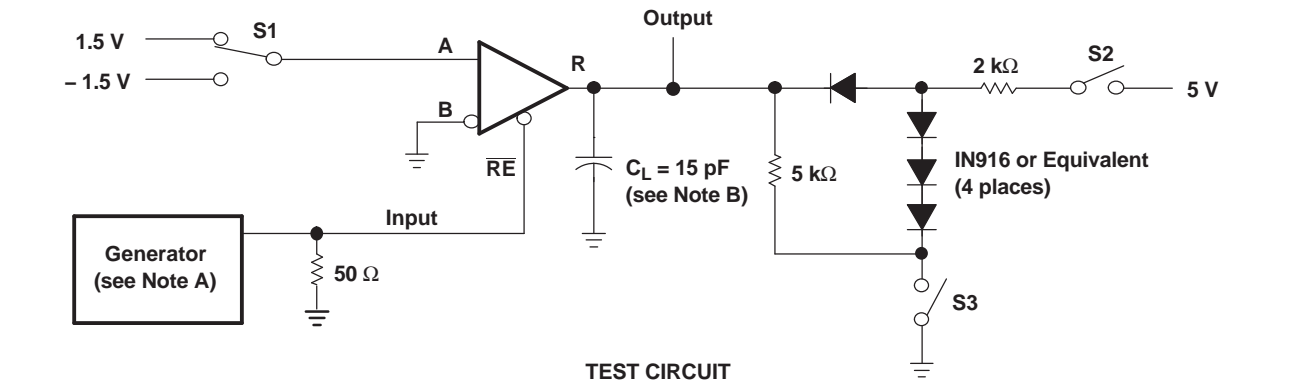 Output
S1
1.5 V
– 1.5 V
A
R
B
RE
2 kΩ
S2
5 V
CL = 15 pF
(see Note B)
5 kΩ
IN916 or Equivalent
(4 places)
Input
Generator
(see Note A)
50 Ω
S3
TEST CIRCUIT